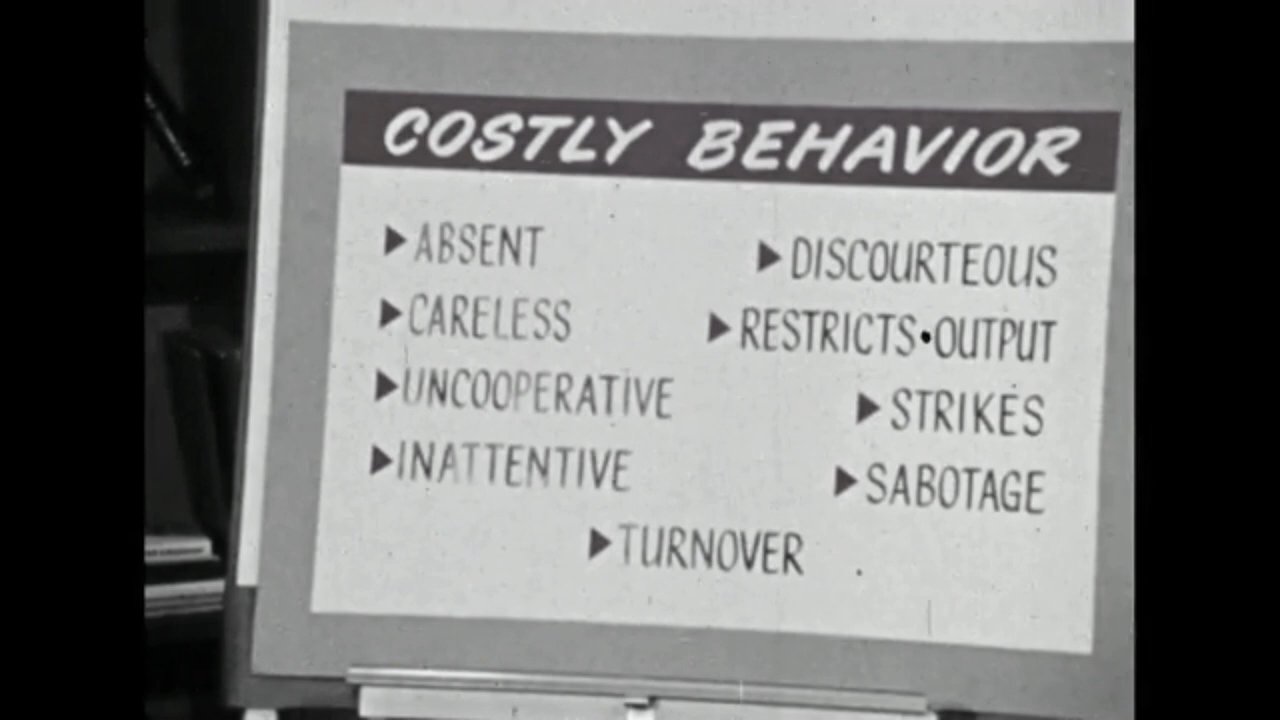 COSTLY BEHAVIOR
▶ABSENT
▶CARELESS
▶UNCOOPERATIVE
▶INATTENTIVE
▶DISCOURTEOUS
▶RESTRICTS•OUTPUT
▶STRIKES
▶SABOTAGE
▶TURNOVER